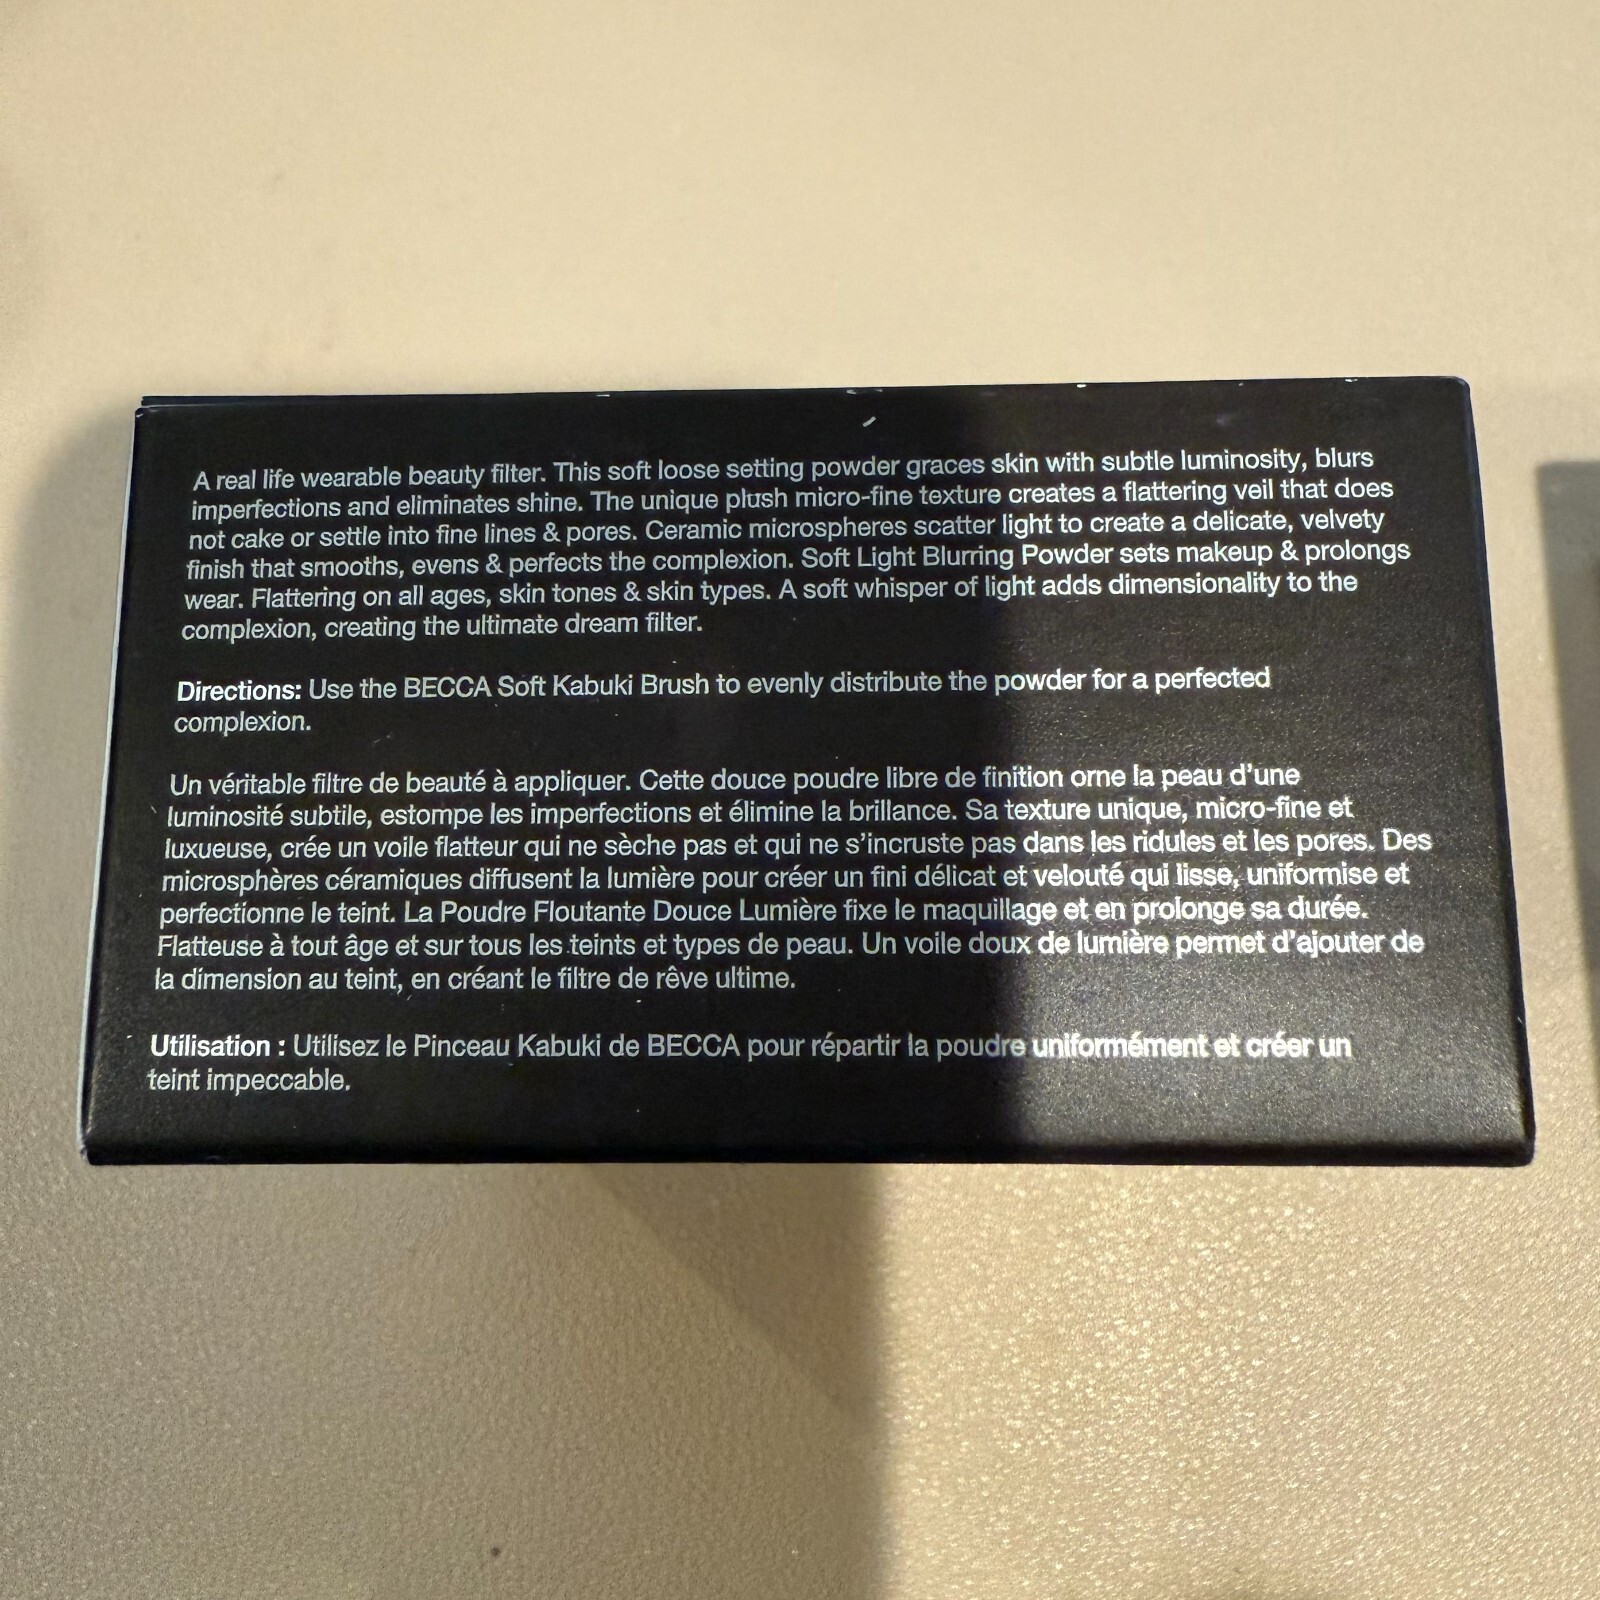 A real life wearable beauty filter. This soft loose setting powder graces skin with subtle luminosity, blurs
imperfections and eliminates shine. The unique plush micro-fine texture creates a flattering veil that does
not cake or settle into fine lines & pores. Ceramic microspheres scatter light to create a delicate, velvety
finish that smooths, evens & perfects the complexion. Soft Light Blurring Powder sets makeup & prolongs
wear. Flattering on all ages, skin tones & skin types. A soft whisper of light adds dimensionality to the
complexion, creating the ultimate dream filter.
Directions: Use the BECCA Soft Kabuki Brush to evenly distribute the powder for a perfected
complexion.
Un véritable filtre de beauté à appliquer. Cette douce poudre libre de finition orne la peau d'une
luminosité subtile, estompe les imperfections et élimine la brillance. Sa texture unique, micro-fine et
luxueuse, crée un voile flatteur qui ne sèche pas et qui ne s'incruste pas dans les ridules et les pores. Des
microsphères céramiques diffusent la lumière pour créer un fini délicat et velouté qui lisse, uniformise et
perfectionne le teint. La Poudre Floutante Douce Lumière fixe le maquillage et en prolonge sa durée.
Flatteuse à tout âge et sur tous les teints et types de peau. Un voile doux de lumière permet d'ajouter de
la dimension au teint, en créant le filtre de rêve ultime.
Utilisation : Utilisez le Pinceau Kabuki de BECCA pour répartir la poudre uniformément et créer un
teint impeccable.